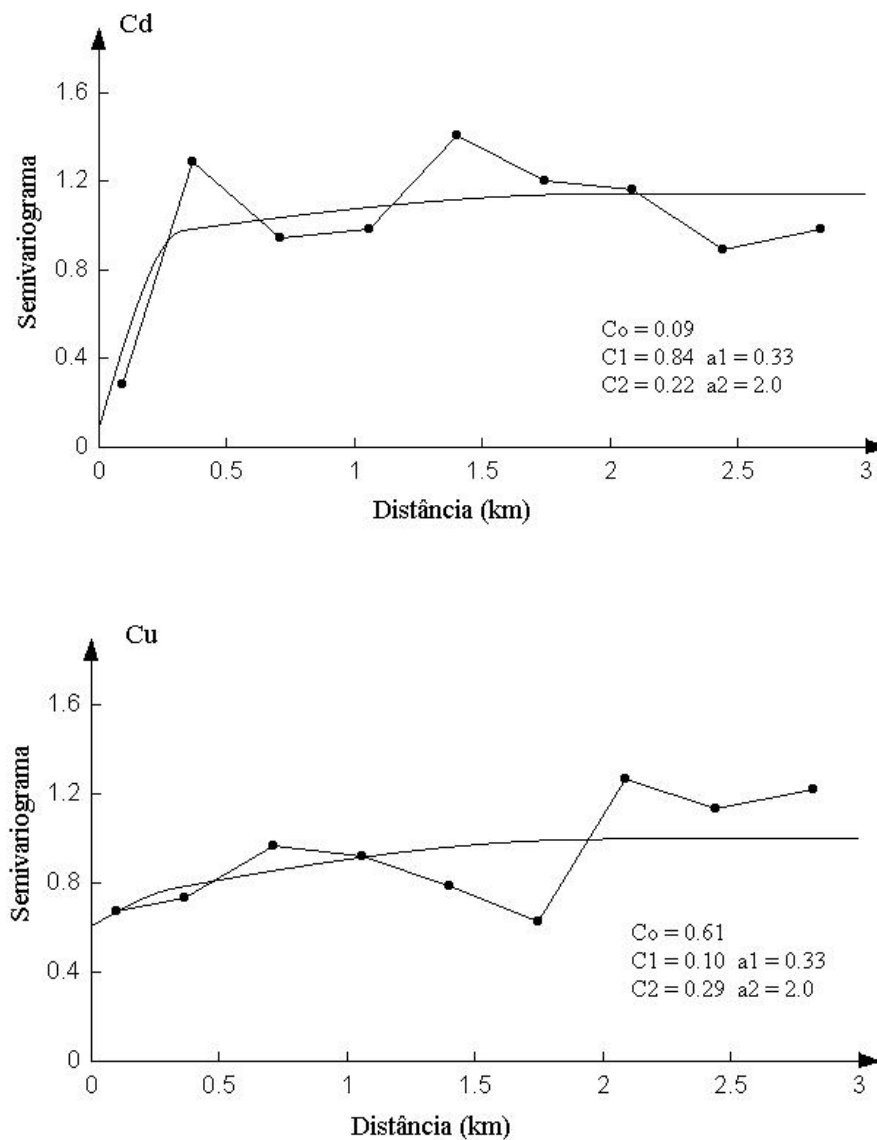 Cd
1.6
1.2
0.8
0.4
0
Semivariograma
0 0.5 1 1.5 2 2.5 3
Distância (km)
Co = 0.09
C1 = 0.84 a1 = 0.33
C2 = 0.22 a2 = 2.0
Cu
1.6
1.2
0.8
0.4
0
Semivariograma
0 0.5 1 1.5 2 2.5 3
Distância (km)
Co = 0.61
C1 = 0.10 a1 = 0.33
C2 = 0.29 a2 = 2.0